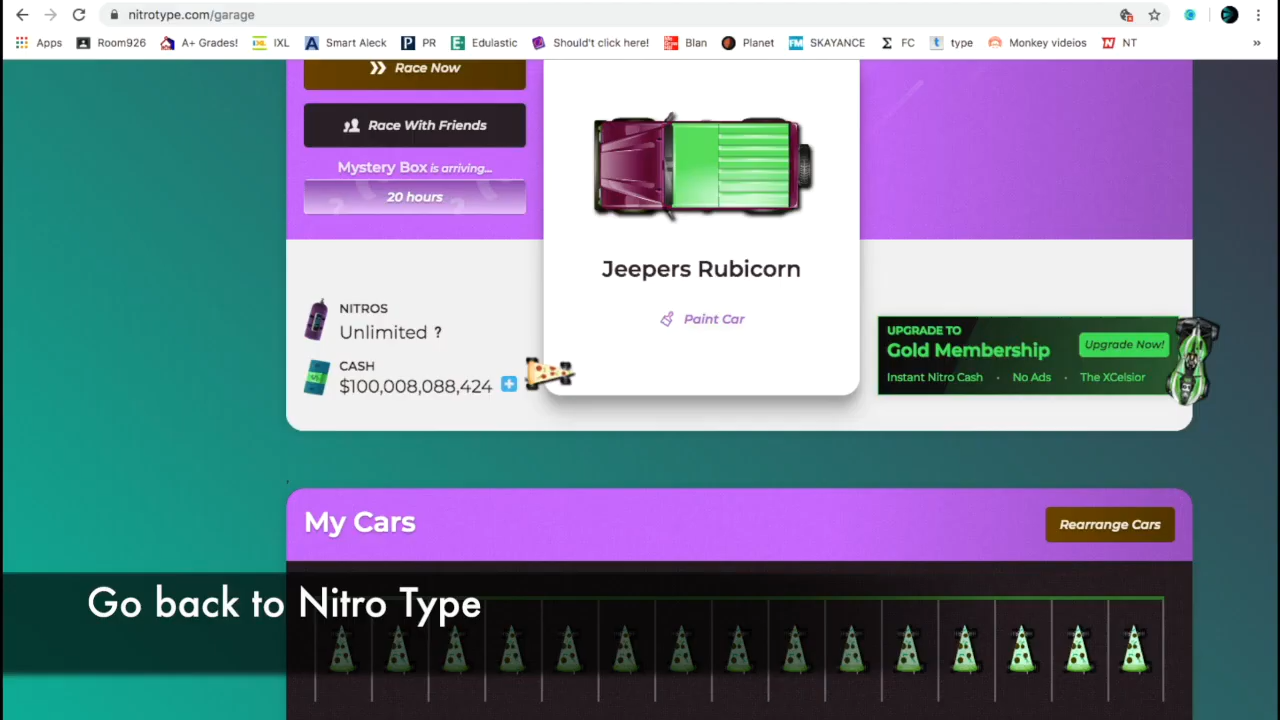 nitrotype.com/garage
Apps Room926 A+ Grades! IXL Smart Aleck PR Edulastic Should't click here! Blan Planet SKAYANCE FC type Monkey videios NT »
Race Now
Race With Friends
Mystery Box is arriving...
20 hours
Jeepers Rubicorn
Paint Car
NITROS
Unlimited ?
CASH
$100,008,088,424
UPGRADE TO
Gold Membership
Upgrade Now!
Instant Nitro Cash · No Ads · The XCelsior
My Cars
Rearrange Cars
Go back to Nitro Type